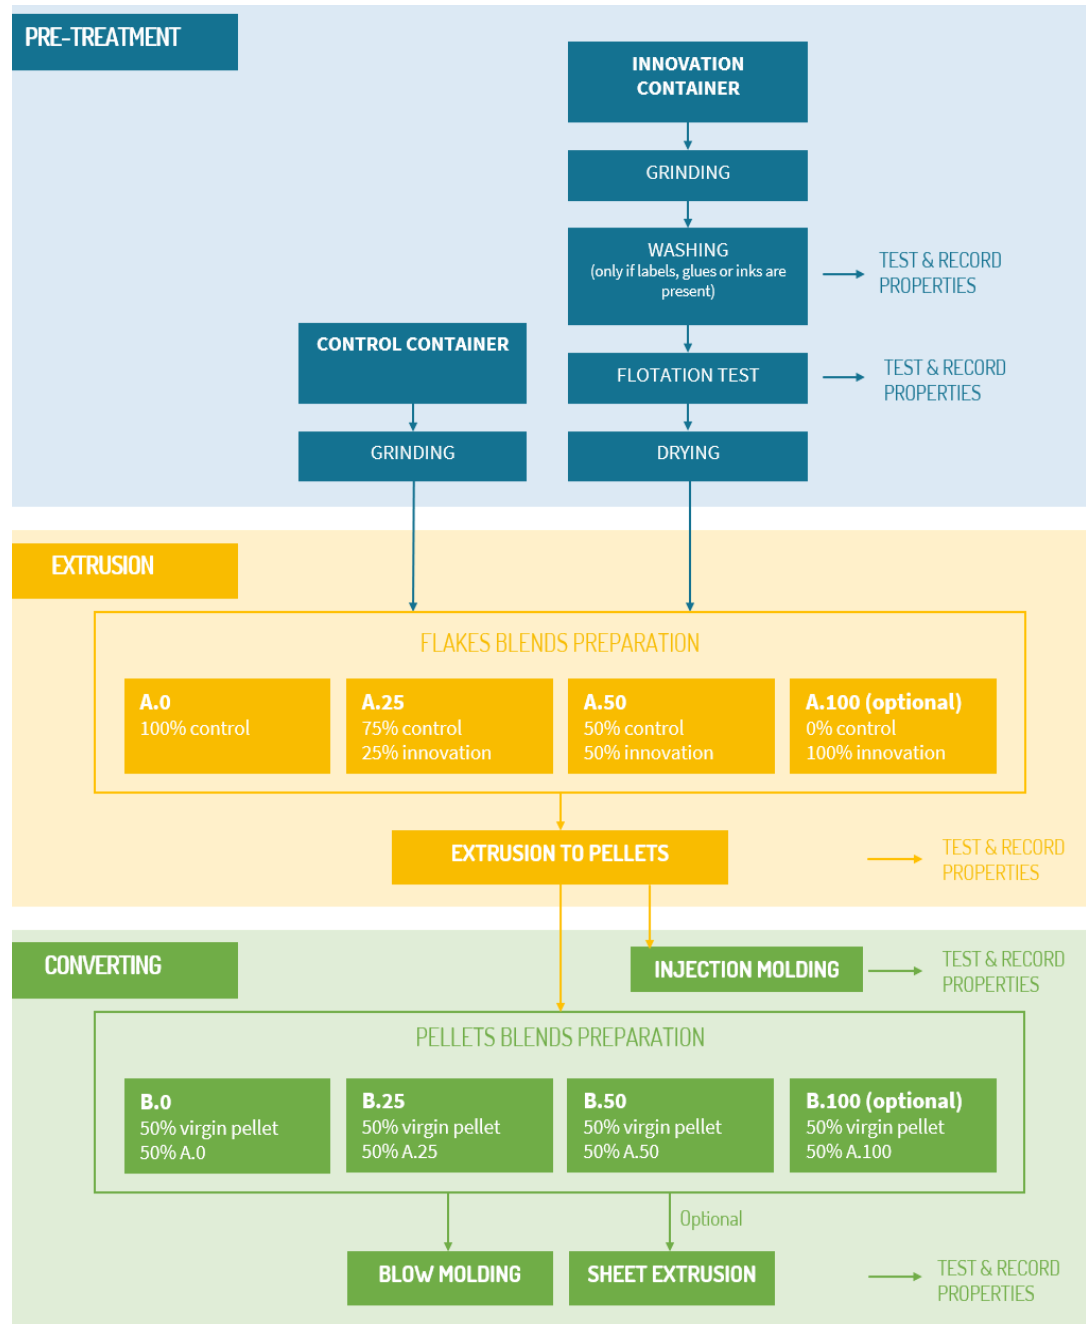 PRE-TREATMENT
INNOVATION
CONTAINER
GRINDING
WASHING
(only if labels, glues or inks are
present)
TEST & RECORD
PROPERTIES
CONTROL CONTAINER
FLOTATION TEST
TEST & RECORD
PROPERTIES
GRINDING
DRYING
EXTRUSION
FLAKES BLENDS PREPARATION
A.0
100% control
A.25
75% control
25% innovation
A.50
50% control
50% innovation
A.100 (optional)
0% control
100% innovation
EXTRUSION TO PELLETS
TEST & RECORD
PROPERTIES
CONVERTING
INJECTION MOLDING
TEST & RECORD
PROPERTIES
PELLETS BLENDS PREPARATION
B.0
50% virgin pellet
50% A.0
B.25
50% virgin pellet
50% A.25
B.50
50% virgin pellet
50% A.50
B.100 (optional)
50% virgin pellet
50% A.100
Optional
BLOW MOLDING
SHEET EXTRUSION
TEST & RECORD
PROPERTIES